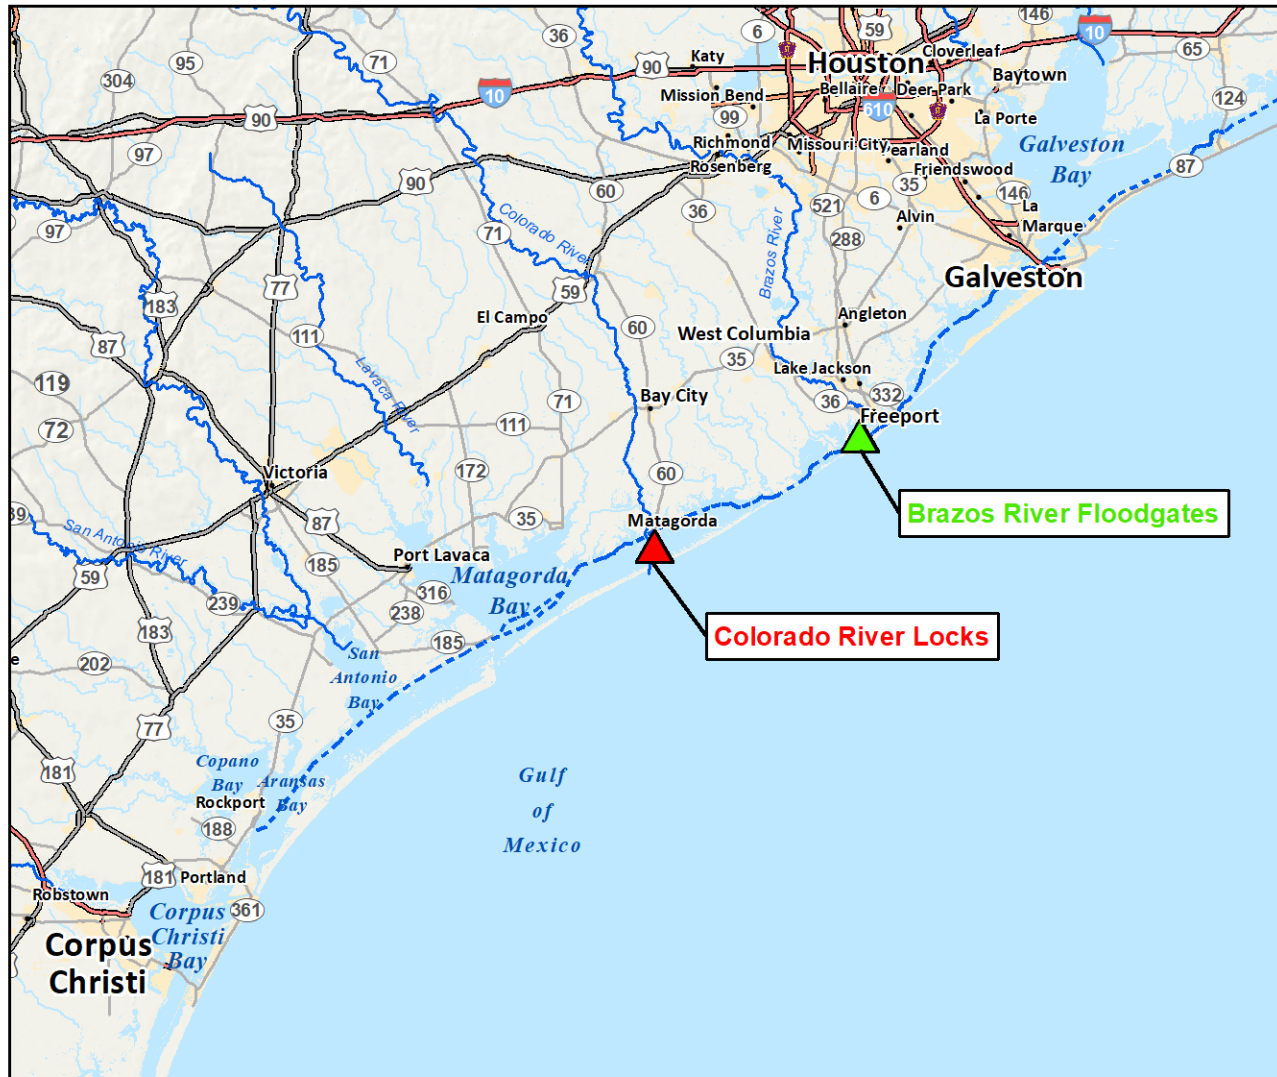 146
10
36
6
59
71
95
90
Katy
Houston
Cloverleaf
65
304
10
Mission Bend
Bellaire
610
Deer Park
Baytown
124
90
99
La Porte
97
Richmond
Missouri City
earland
Galveston
Bay
Rosenberg
Friendswood
87
90
60
36
521
6
35
146
La
Marque
97
Colorado River
71
Brazos River
288
Alvin
183
77
59
Galveston
87
111
El Campo
60
West Columbia
Angleton
35
Lake Jackson
119
Lavaca River
71
Bay City
36
332
72
111
Freeport
Victoria
172
60
39
87
35
Matagorda
Brazos River Floodgates
San Antonio River
185
Port Lavaca
59
239
316
Matagorda
Bay
238
183
185
Colorado River Locks
e
202
San
Antonio
Bay
77
35
181
Copano
Bay
Aransas
Bay
Gulf
of
Mexico
Rockport
188
181
Portland
Robstown
361
Corpus
Christi
Bay
Corpus
Christi